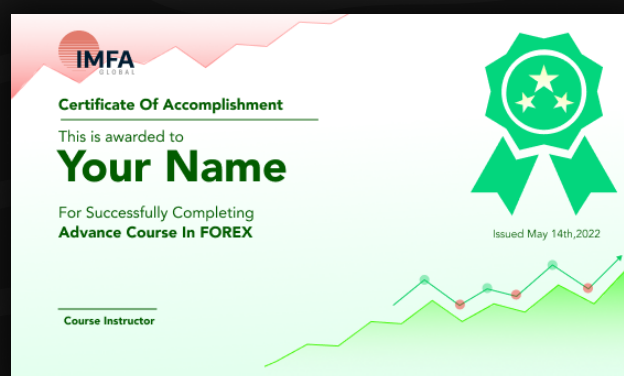 IMFA
GLOBAL
Certificate Of Accomplishment
This is awarded to
Your Name
For Successfully Completing
Advance Course In FOREX
Issued May 14th,2022
Course Instructor